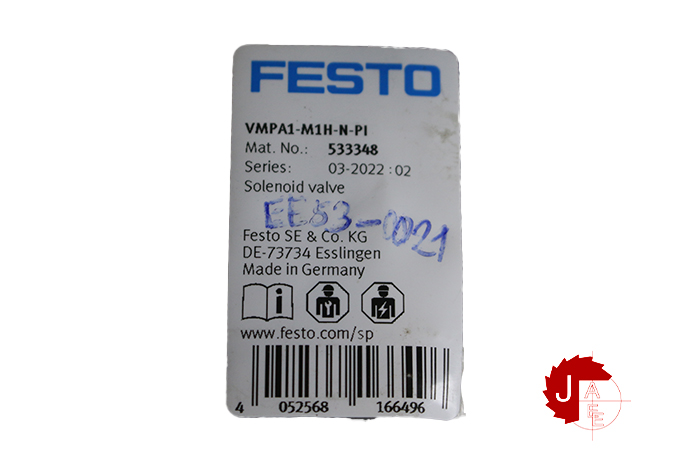 FESTO
VMPA1-M1H-N-PI
Mat. No.: 533348
Series: 03-2022 : 02
Solenoid valve
EE53-0021
Festo SE & Co. KG
DE-73734 Esslingen
Made in Germany
www.festo.com/sp
4 052568 166496
JAEE